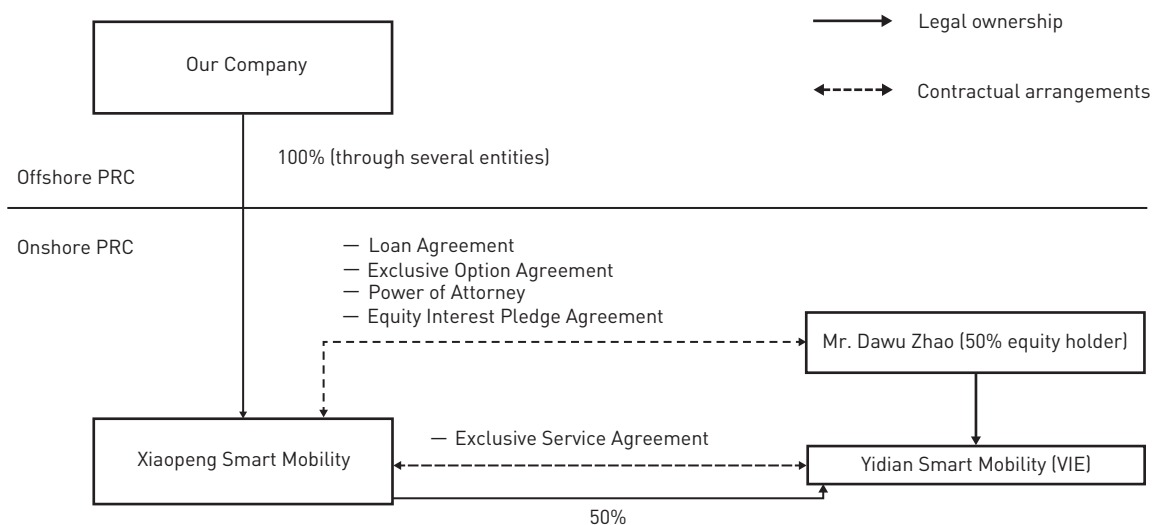 Our Company
Legal ownership
Contractual arrangements
100% (through several entities)
Offshore PRC
Onshore PRC
— Loan Agreement
— Exclusive Option Agreement
— Power of Attorney
— Equity Interest Pledge Agreement
Mr. Dawu Zhao (50% equity holder)
— Exclusive Service Agreement
Xiaopeng Smart Mobility
Yidian Smart Mobility (VIE)
50%